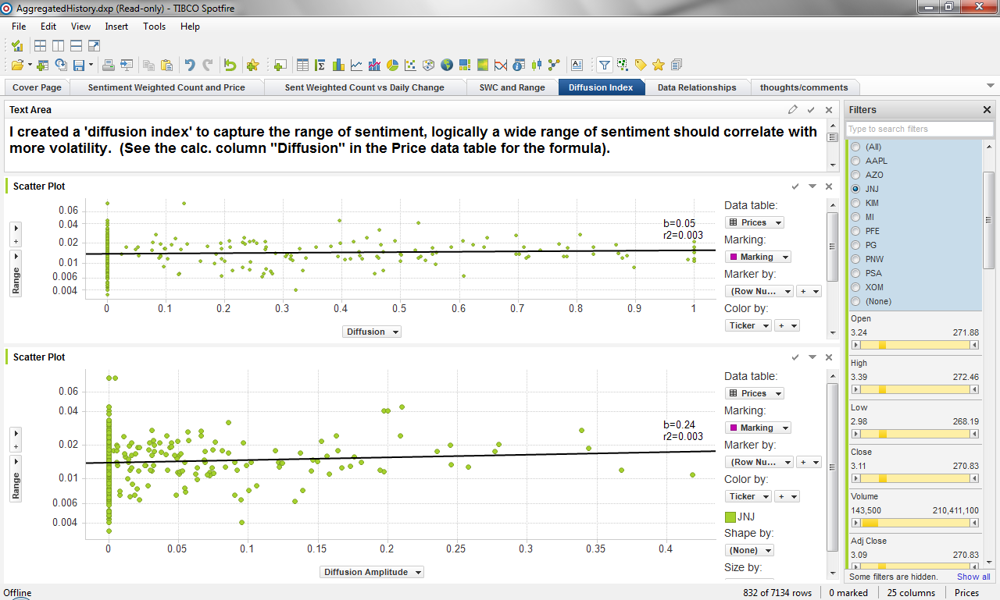 AggregatedHistory.dxp (Read-only) - TIBCO Spotfire
File Edit View Insert Tools Help
Cover Page Sentiment Weighted Count and Price Sent Weighted Count vs Daily Change SWC and Range Diffusion Index Data Relationships thoughts/comments
Text Area
I created a 'diffusion index' to capture the range of sentiment, logically a wide range of sentiment should correlate with
more volatility. (See the calc. column "Diffusion" in the Price data table for the formula).
Scatter Plot
0.06
0.04
0.02
0.01
0.006
0.004
+
Range
b=0.05
r2=0.003
0 0.1 0.2 0.3 0.4 0.5 0.6 0.7 0.8 0.9 1
Diffusion
Data table:
Prices
Marking:
Marking
Marker by:
(Row Nu... +
Color by:
Ticker +
Scatter Plot
0.06
0.04
0.02
0.01
0.006
0.004
+
Range
b=0.24
r2=0.003
0 0.05 0.1 0.15 0.2 0.25 0.3 0.35 0.4
Diffusion Amplitude
Data table:
Prices
Marking:
Marking
Marker by:
(Row Nu... +
Color by:
Ticker +
JNJ
Shape by:
(None)
Size by:
Filters
Type to search filters
(All)
AAPL
AZO
JNJ
KIM
MI
PFE
PG
PNW
PSA
XOM
(None)
Open
3.24 271.88
High
3.39 272.46
Low
2.98 268.19
Close
3.11 270.83
Volume
143,500 210,411,100
Adj Close
3.09 270.83
Some filters are hidden. Show all
Offline 832 of 7134 rows 0 marked 25 columns Prices